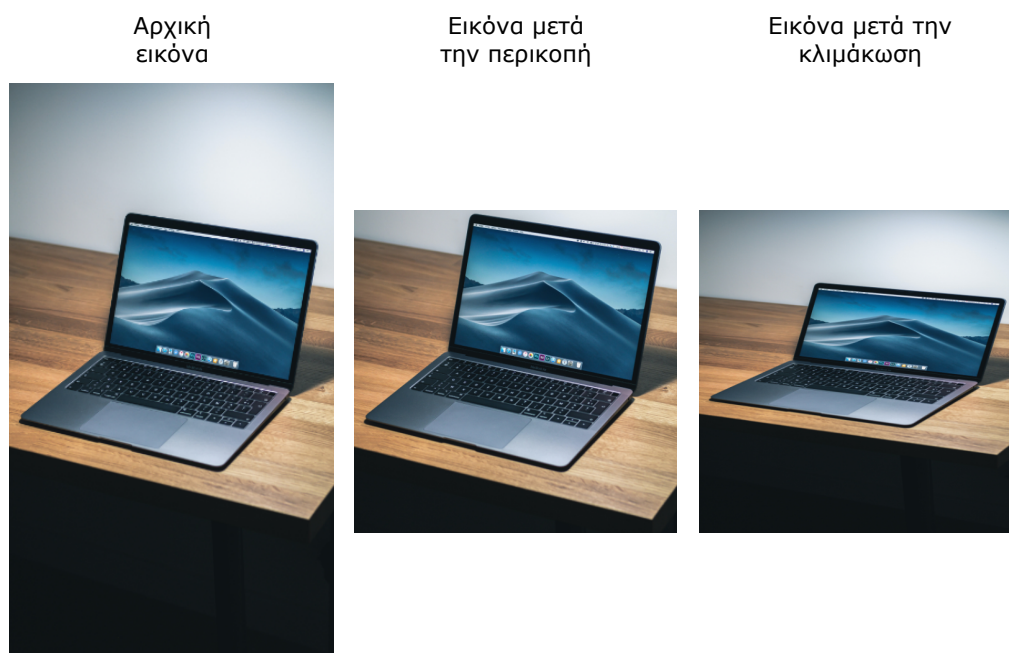 Αρχική
εικόνα
Εικόνα μετά
την περικοπή
Εικόνα μετά την
κλιμάκωση